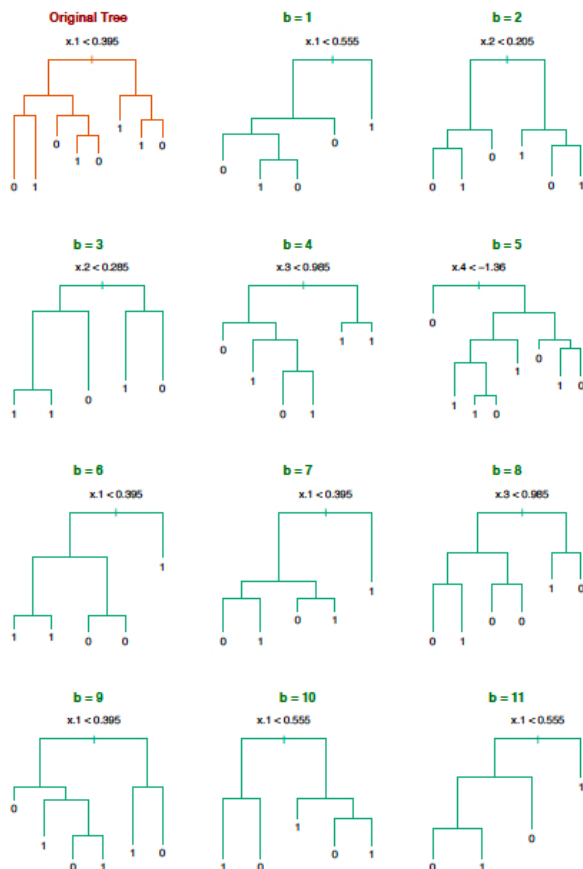 Original Tree
b = 1
b = 2
x.1 < 0.395
x.1 < 0.555
x.2 < 0.205
1
0
0
0
1
1
0
1
0
0
1
0
1
0
1
0
1
0
1
b = 3
b = 4
b = 5
x.2 < 0.285
x.3 < 0.985
x.4 < −1.36
0
0
1
1
1
0
1
0
0
1
1
1
0
1
1
0
1
1
0
b = 6
b = 7
b = 8
x.1 < 0.395
x.1 < 0.395
x.3 < 0.985
1
1
1
0
0
1
0
0
1
1
0
0
0
1
0
1
b = 9
b = 10
b = 11
x.1 < 0.395
x.1 < 0.555
x.1 < 0.555
1
0
1
0
1
1
0
0
1
1
0
0
1
0
1